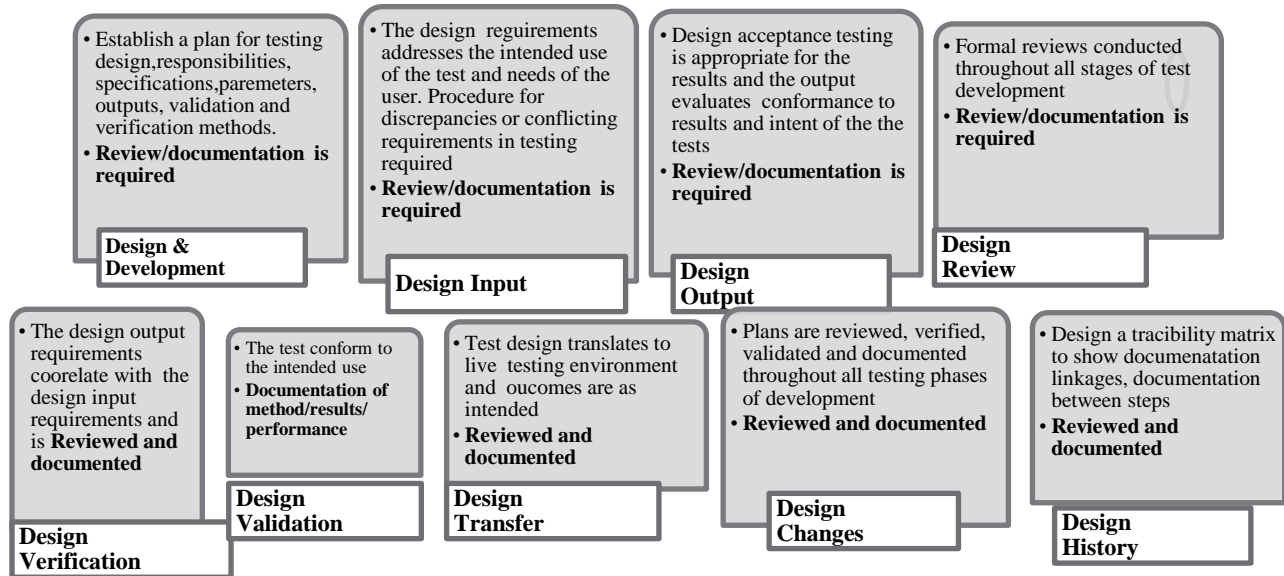 • Establish a plan for testing
design,responsibilities,
specifications,paremeters,
outputs, validation and
verification methods.
• Review/documentation is
required
Design &
Development
• The design reguirements
addresses the intended use
of the test and needs of the
user. Procedure for
discrepancies or conflicting
requirements in testing
required
• Review/documentation is
required
Design Input
• Design acceptance testing
is appropriate for the
results and the output
evaluates conformance to
results and intent of the the
tests
• Review/documentation is
required
Design
Output
• Formal reviews conducted
throughout all stages of test
development
• Review/documentation is
required
Design
Review
• The design output
requirements
coorelate with the
design input
requirements and
is Reviewed and
documented
Design
Verification
• The test conform to
the intended use
• Documentation of
method/results/
performance
Design
Validation
• Test design translates to
live testing environment
and oucomes are as
intended
• Reviewed and
documented
Design
Transfer
• Plans are reviewed, verified,
validated and documented
throughout all testing phases
of development
• Reviewed and documented
Design
Changes
• Design a tracibility matrix
to show documenatation
linkages, documentation
between steps
• Reviewed and
documented
Design
History